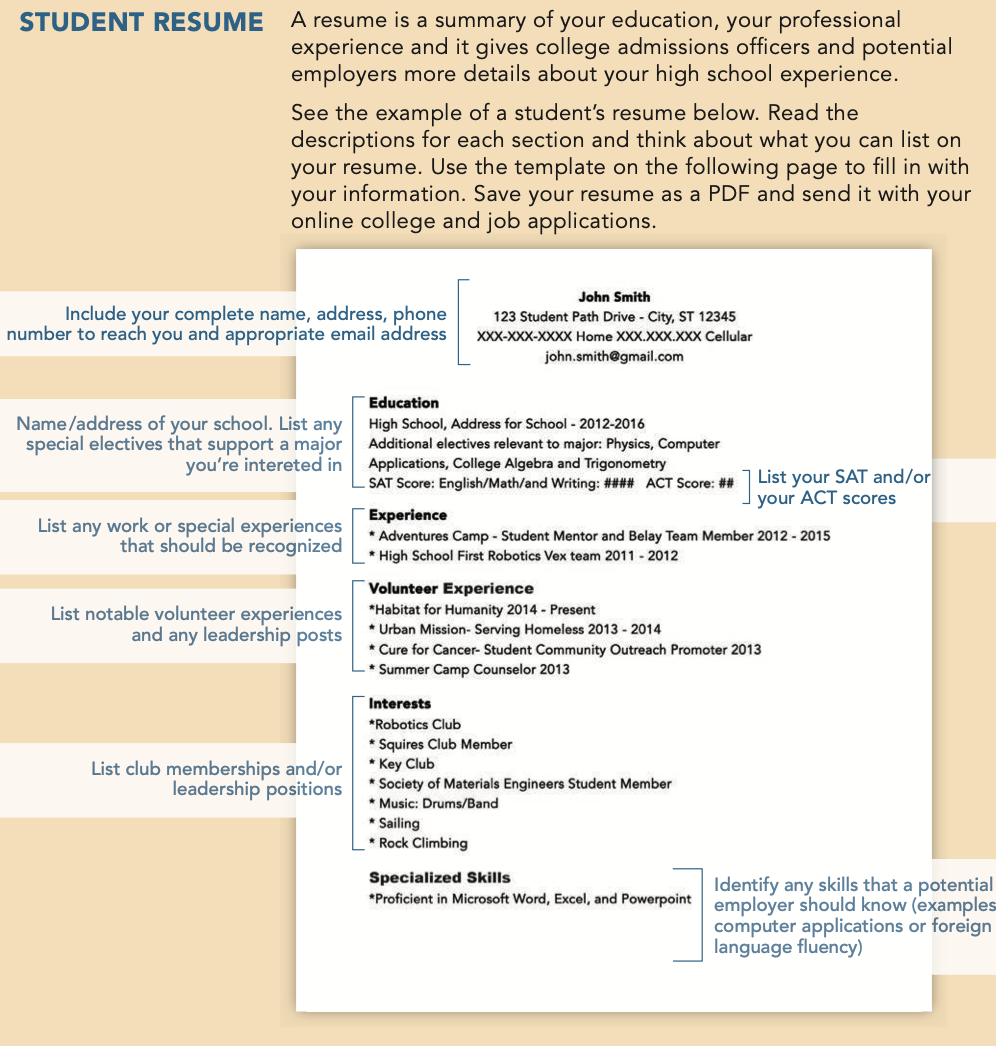 STUDENT RESUME
A resume is a summary of your education, your professional
experience and it gives college admissions officers and potential
employers more details about your high school experience.
See the example of a student's resume below. Read the
descriptions for each section and think about what you can list on
your resume. Use the template on the following page to fill in with
your information. Save your resume as a PDF and send it with your
online college and job applications.
Include your complete name, address, phone
number to reach you and appropriate email address
John Smith
123 Student Path Drive - City, ST 12345
XXX-XXX-XXXX Home XXX.XXX.XXX Cellular
john.smith@gmail.com
Name/address of your school. List any
special electives that support a major
you're intereted in
Education
High School, Address for School - 2012-2016
Additional electives relevant to major: Physics, Computer
Applications, College Algebra and Trigonometry
SAT Score: English/Math/and Writing: #### ACT Score: ##
List your SAT and/or
your ACT scores
List any work or special experiences
that should be recognized
Experience
* Adventures Camp - Student Mentor and Belay Team Member 2012 - 2015
* High School First Robotics Vex team 2011 - 2012
List notable volunteer experiences
and any leadership posts
Volunteer Experience
*Habitat for Humanity 2014 - Present
* Urban Mission- Serving Homeless 2013 - 2014
* Cure for Cancer- Student Community Outreach Promoter 2013
* Summer Camp Counselor 2013
List club memberships and/or
leadership positions
Interests
*Robotics Club
* Squires Club Member
* Key Club
* Society of Materials Engineers Student Member
* Music: Drums/Band
* Sailing
* Rock Climbing
Specialized Skills
*Proficient in Microsoft Word, Excel, and Powerpoint
Identify any skills that a potential
employer should know (examples
computer applications or foreign
language fluency)